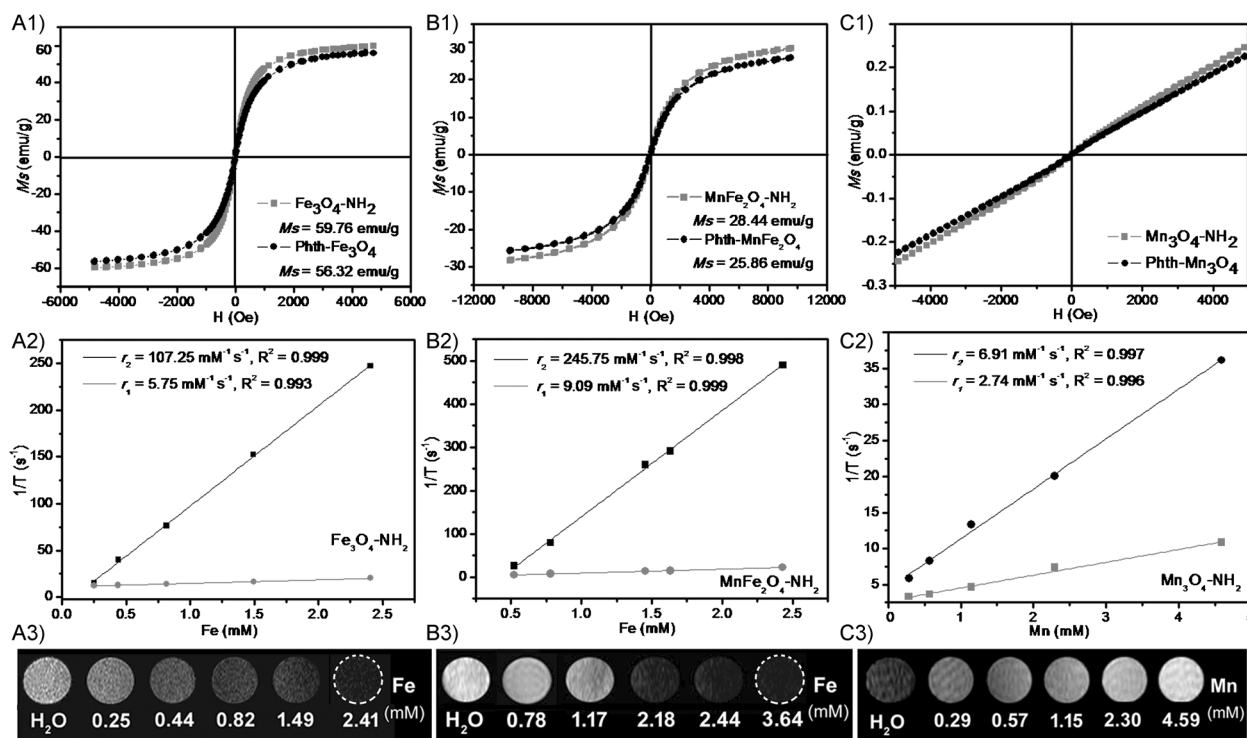 A1)
60
40
20
0
-20
-40
-60
Ms (emu/g)
Fe₃O₄-NH₂
Ms = 59.76 emu/g
Phth-Fe₃O₄
Ms = 56.32 emu/g
-6000 -4000 -2000 0 2000 4000 6000
H (Oe)
B1)
30
20
10
0
-10
-20
-30
Ms (emu/g)
MnFe₂O₄-NH₂
Ms = 28.44 emu/g
Phth-MnFe₂O₄
Ms = 25.86 emu/g
-12000 -8000 -4000 0 4000 8000 12000
H (Oe)
C1)
0.2
0.1
0.0
-0.1
-0.2
-0.3
Ms (emu/g)
Mn₃O₄-NH₂
Phth-Mn₃O₄
-4000 -2000 0 2000 4000
H (Oe)
A2)
250
200
150
100
50
0
1/T (s⁻¹)
r₂ = 107.25 mM⁻¹ s⁻¹, R² = 0.999
r₁ = 5.75 mM⁻¹ s⁻¹, R² = 0.993
Fe₃O₄-NH₂
0.0 0.5 1.0 1.5 2.0 2.5
Fe (mM)
B2)
500
400
300
200
100
0
1/T (s⁻¹)
r₂ = 245.75 mM⁻¹ s⁻¹, R² = 0.998
r₁ = 9.09 mM⁻¹ s⁻¹, R² = 0.999
MnFe₂O₄-NH₂
0.0 0.5 1.0 1.5 2.0 2.5
Fe (mM)
C2)
40
35
30
25
20
15
10
5
1/T (s⁻¹)
r₂ = 6.91 mM⁻¹ s⁻¹, R² = 0.997
r₁ = 2.74 mM⁻¹ s⁻¹, R² = 0.996
Mn₃O₄-NH₂
0 1 2 3 4 5
Mn (mM)
A3)
Fe
H₂O 0.25 0.44 0.82 1.49 2.41 (mM)
B3)
Fe
H₂O 0.78 1.17 2.18 2.44 3.64 (mM)
C3)
Mn
H₂O 0.29 0.57 1.15 2.30 4.59 (mM)